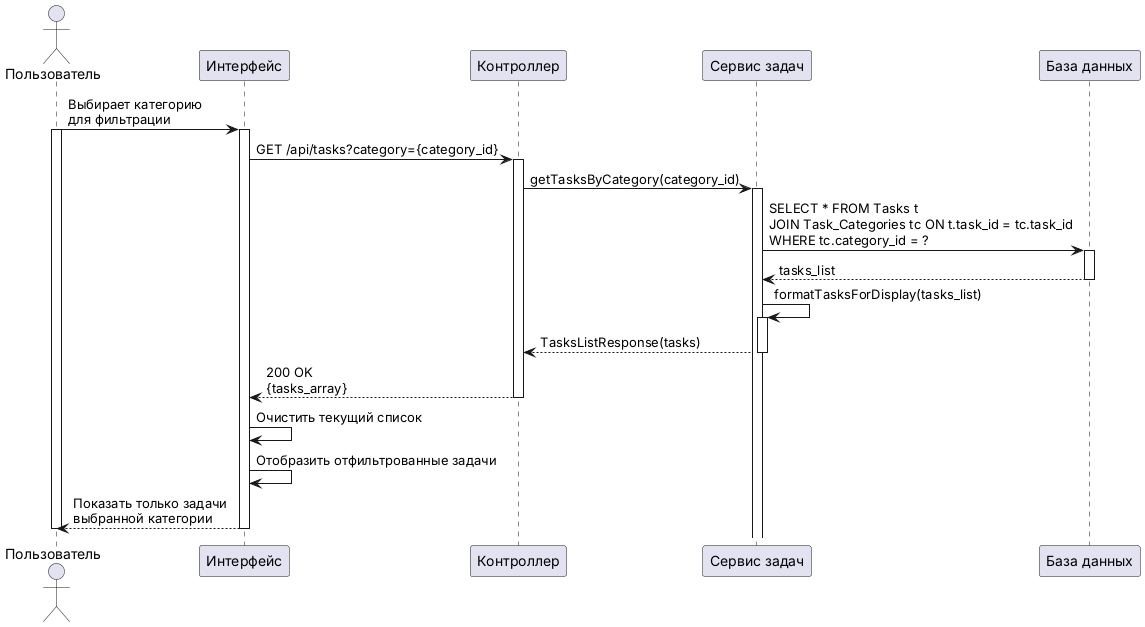 Пользователь
Интерфейс
Контроллер
Сервис задач
База данных
Выбирает категорию
для фильтрации
GET /api/tasks?category={category_id}
getTasksByCategory(category_id)
SELECT * FROM Tasks t
JOIN Task_Categories tc ON t.task_id = tc.task_id
WHERE tc.category_id = ?
tasks_list
formatTasksForDisplay(tasks_list)
TasksListResponse(tasks)
200 OK
{tasks_array}
Очистить текущий список
Отобразить отфильтрованные задачи
Показать только задачи
выбранной категории
Пользователь
Интерфейс
Контроллер
Сервис задач
База данных